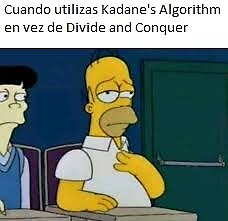 Cuando utilizas Kadane's Algorithm
en vez de Divide and Conquer